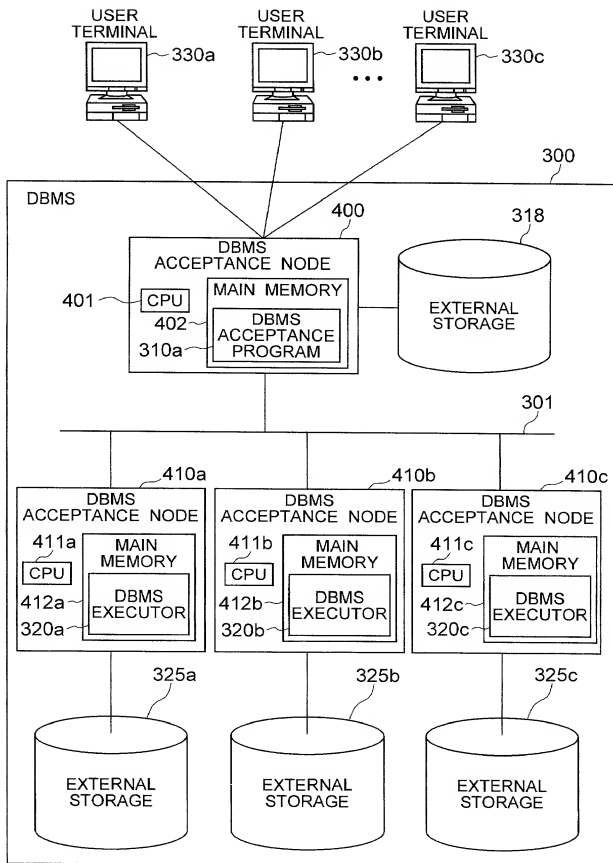 USER TERMINAL
330a
USER TERMINAL
330b
USER TERMINAL
330c
300
DBMS
400
DBMS
ACCEPTANCE NODE
401
CPU
MAIN MEMORY
402
310a
DBMS
ACCEPTANCE
PROGRAM
318
EXTERNAL
STORAGE
301
410a
DBMS
ACCEPTANCE NODE
411a
CPU
MAIN
MEMORY
412a
DBMS
EXECUTOR
320a
410b
DBMS
ACCEPTANCE NODE
411b
CPU
MAIN
MEMORY
412b
DBMS
EXECUTOR
320b
410c
DBMS
ACCEPTANCE NODE
411c
CPU
MAIN
MEMORY
412c
DBMS
EXECUTOR
320c
325a
EXTERNAL
STORAGE
325b
EXTERNAL
STORAGE
325c
EXTERNAL
STORAGE